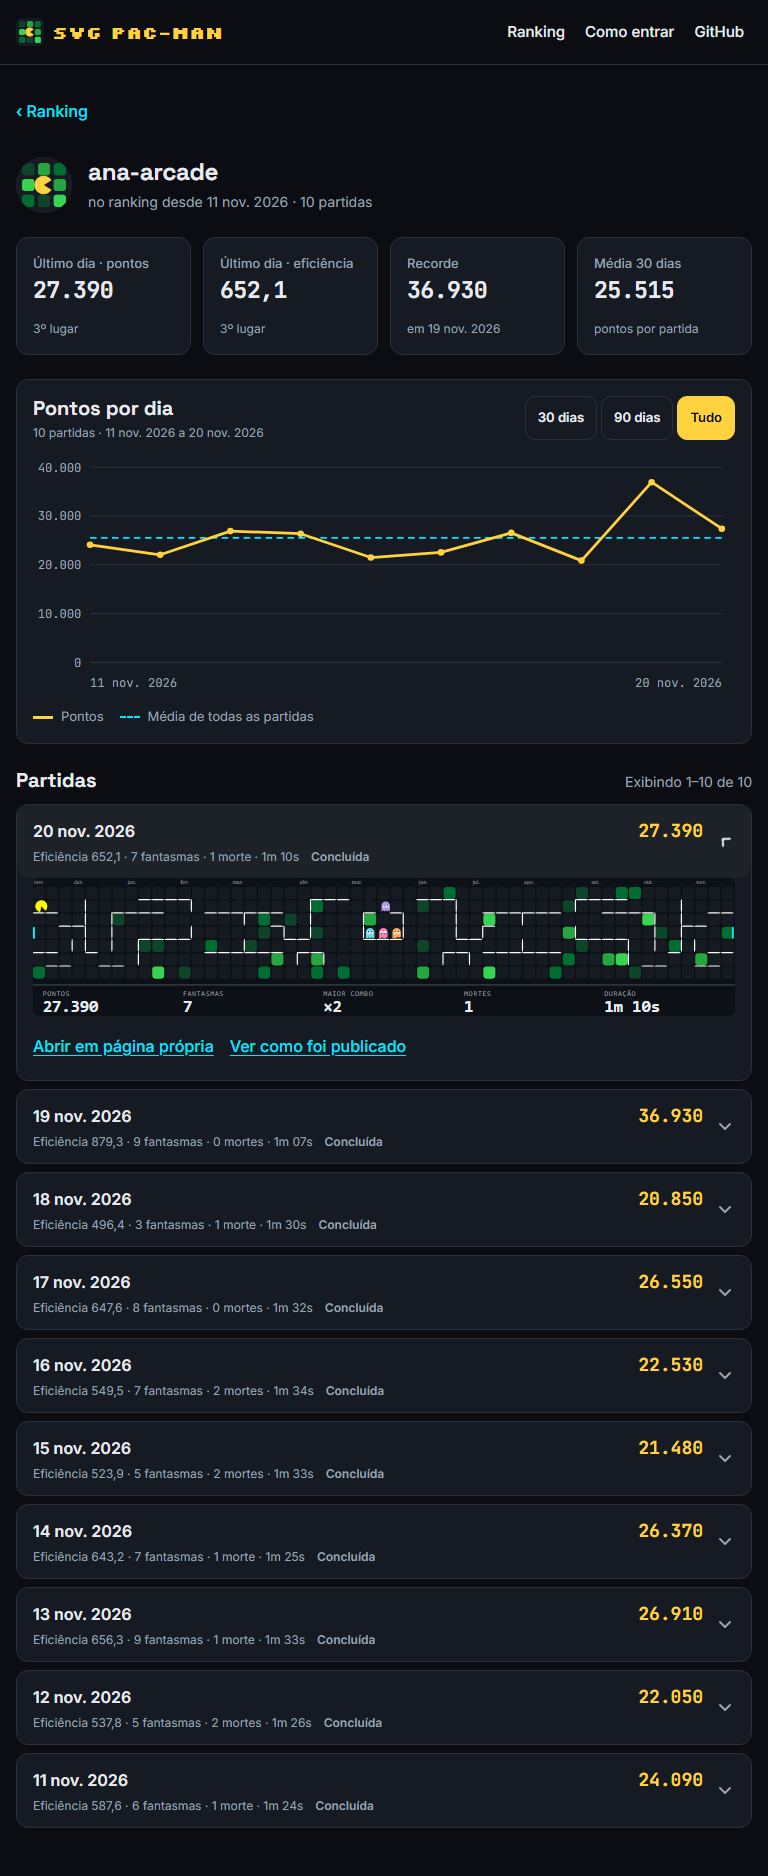 SVG PAC-MAN
Ranking Como entrar GitHub
‹ Ranking
ana-arcade
no ranking desde 11 nov. 2026 · 10 partidas
Último dia · pontos
27.390
3º lugar
Último dia · eficiência
652,1
3º lugar
Recorde
36.930
em 19 nov. 2026
Média 30 dias
25.515
pontos por partida
Pontos por dia
10 partidas · 11 nov. 2026 a 20 nov. 2026
30 dias 90 dias Tudo
40.000
30.000
20.000
10.000
0
11 nov. 2026 20 nov. 2026
Pontos Média de todas as partidas
Partidas Exibindo 1–10 de 10
20 nov. 2026 27.390
Eficiência 652,1 · 7 fantasmas · 1 morte · 1m 10s Concluída
nov. dez. jan. fev. mar. abr. mai. jun. jul. ago. set. out. nov.
PONTOS FANTASMAS MAIOR COMBO MORTES DURAÇÃO
27.390 7 ×2 1 1m 10s
Abrir em página própria Ver como foi publicado
19 nov. 2026 36.930
Eficiência 879,3 · 9 fantasmas · 0 mortes · 1m 07s Concluída
18 nov. 2026 20.850
Eficiência 496,4 · 3 fantasmas · 1 morte · 1m 30s Concluída
17 nov. 2026 26.550
Eficiência 647,6 · 8 fantasmas · 0 mortes · 1m 32s Concluída
16 nov. 2026 22.530
Eficiência 549,5 · 7 fantasmas · 2 mortes · 1m 34s Concluída
15 nov. 2026 21.480
Eficiência 523,9 · 5 fantasmas · 2 mortes · 1m 33s Concluída
14 nov. 2026 26.370
Eficiência 643,2 · 7 fantasmas · 1 morte · 1m 25s Concluída
13 nov. 2026 26.910
Eficiência 656,3 · 9 fantasmas · 1 morte · 1m 33s Concluída
12 nov. 2026 22.050
Eficiência 537,8 · 5 fantasmas · 2 mortes · 1m 26s Concluída
11 nov. 2026 24.090
Eficiência 587,6 · 6 fantasmas · 1 morte · 1m 24s Concluída